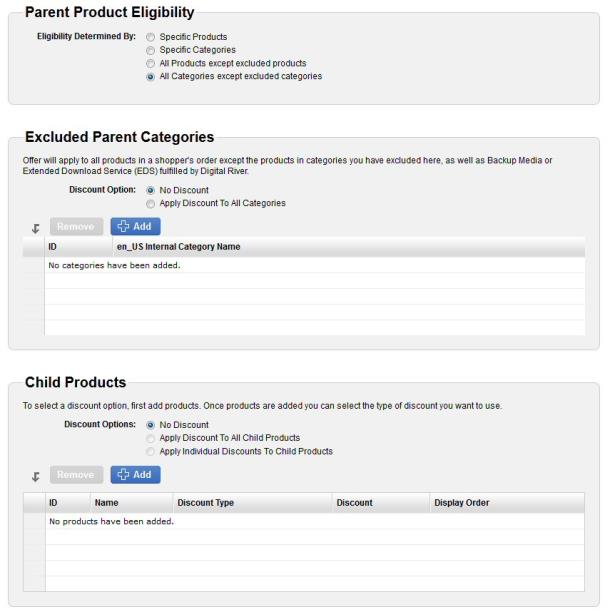 Parent Product Eligibility
Eligibility Determined By: Specific Products
Specific Categories
All Products except excluded products
All Categories except excluded categories
Excluded Parent Categories
Offer will apply to all products in a shopper's order except the products in categories you have excluded here, as well as Backup Media or
Extended Download Service (EDS) fulfilled by Digital River.
Discount Option: No Discount
Apply Discount To All Categories
Remove Add
ID en_US Internal Category Name
No categories have been added.
Child Products
To select a discount option, first add products. Once products are added you can select the type of discount you want to use.
Discount Options: No Discount
Apply Discount To All Child Products
Apply Individual Discounts To Child Products
Remove Add
ID Name Discount Type Discount Display Order
No products have been added.